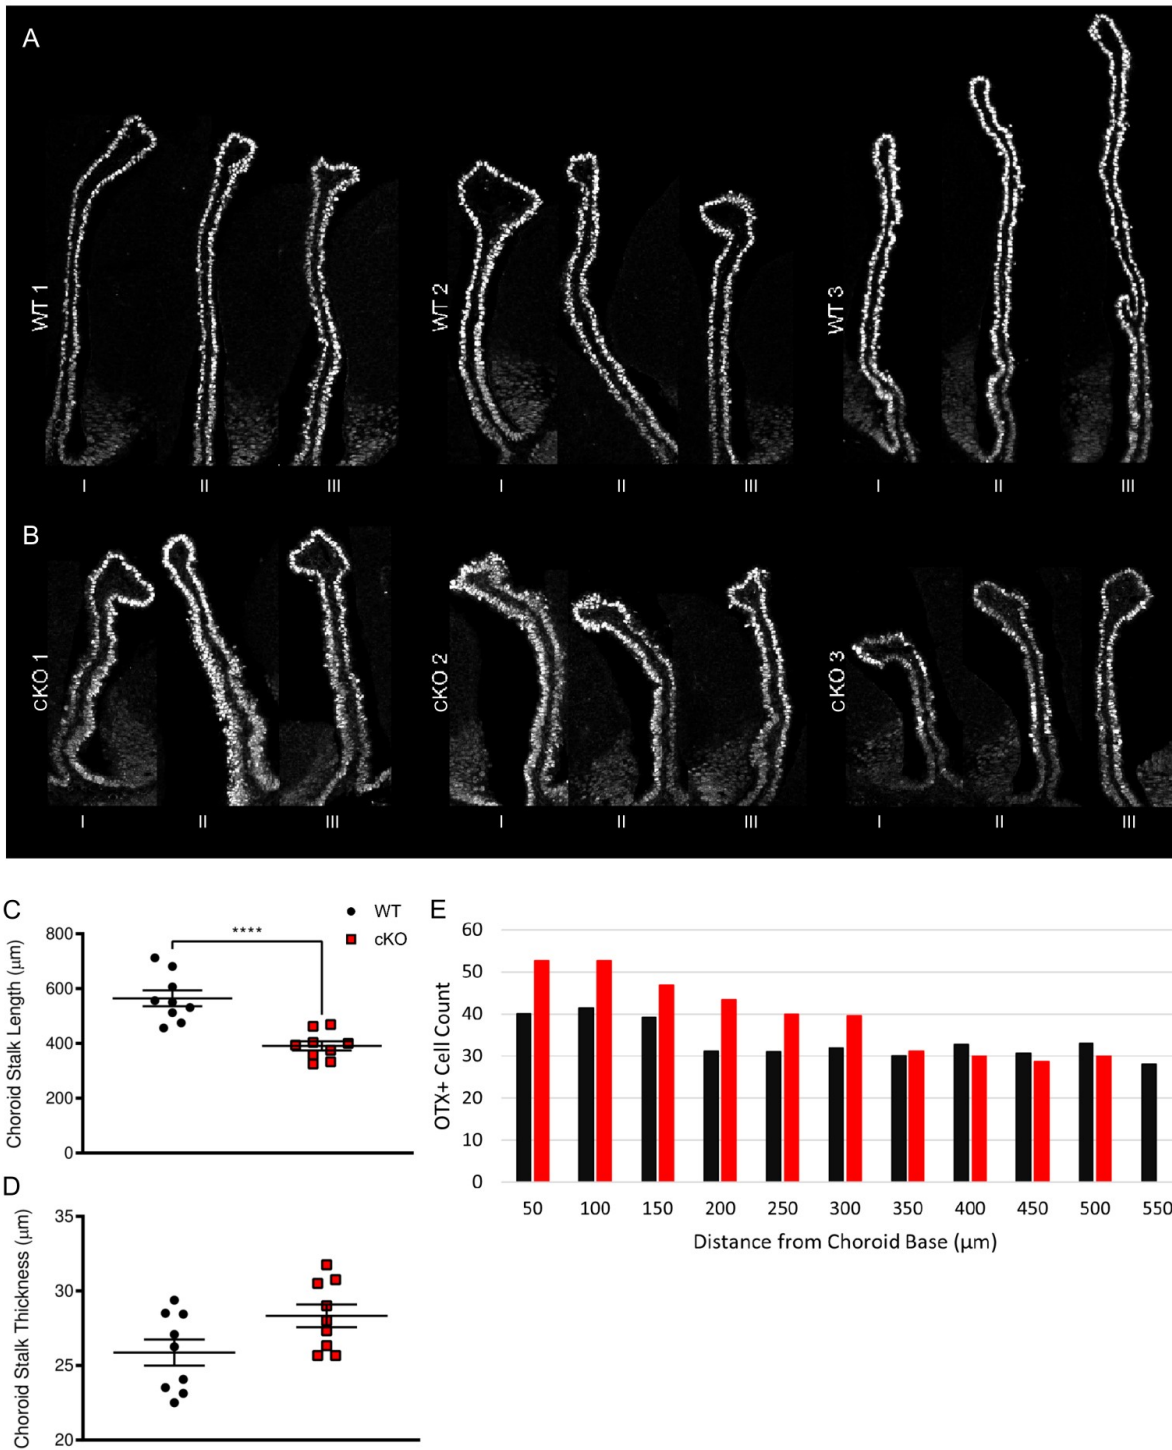 A
WT 1
WT 2
WT 3
I II III I II III I II III
B
cKO 1
cKO 2
cKO 3
I II III I II III I II III
C
WT
cKO
****
Choroid Stalk Length (μm)
800
600
400
200
0
D
Choroid Stalk Thickness (μm)
35
30
25
20
E
OTX+ Cell Count
60
50
40
30
20
10
0
50 100 150 200 250 300 350 400 450 500 550
Distance from Choroid Base (μm)